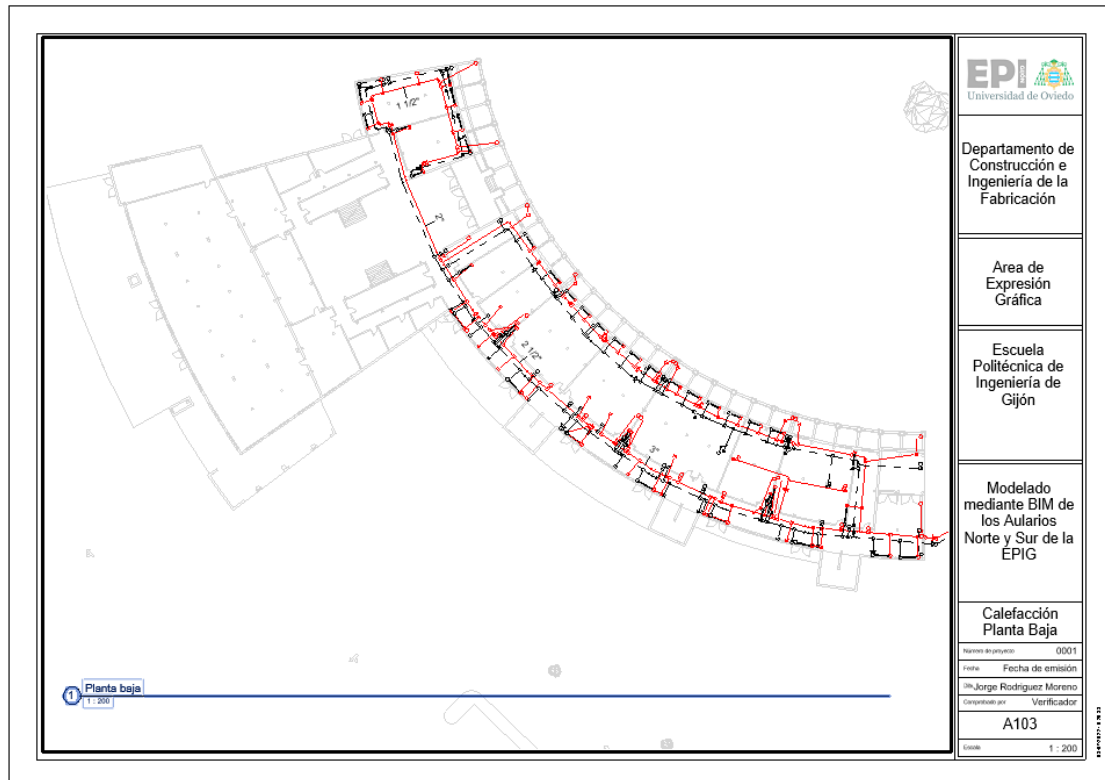 1 1/2"
2"
2 1/2"
3"
1
Planta baja
1 : 200
EPI
GIJON
Universidad de Oviedo
Departamento de
Construcción e
Ingeniería de la
Fabricación
Area de
Expresión
Gráfica
Escuela
Politécnica de
Ingeniería de
Gijón
Modelado
mediante BIM de
los Aularios
Norte y Sur de la
EPIG
Calefacción
Planta Baja
Número de proyecto 0001
Fecha Fecha de emisión
Jorge Rodriguez Moreno
Comprobado por Verificador
A103
Escala 1 : 200